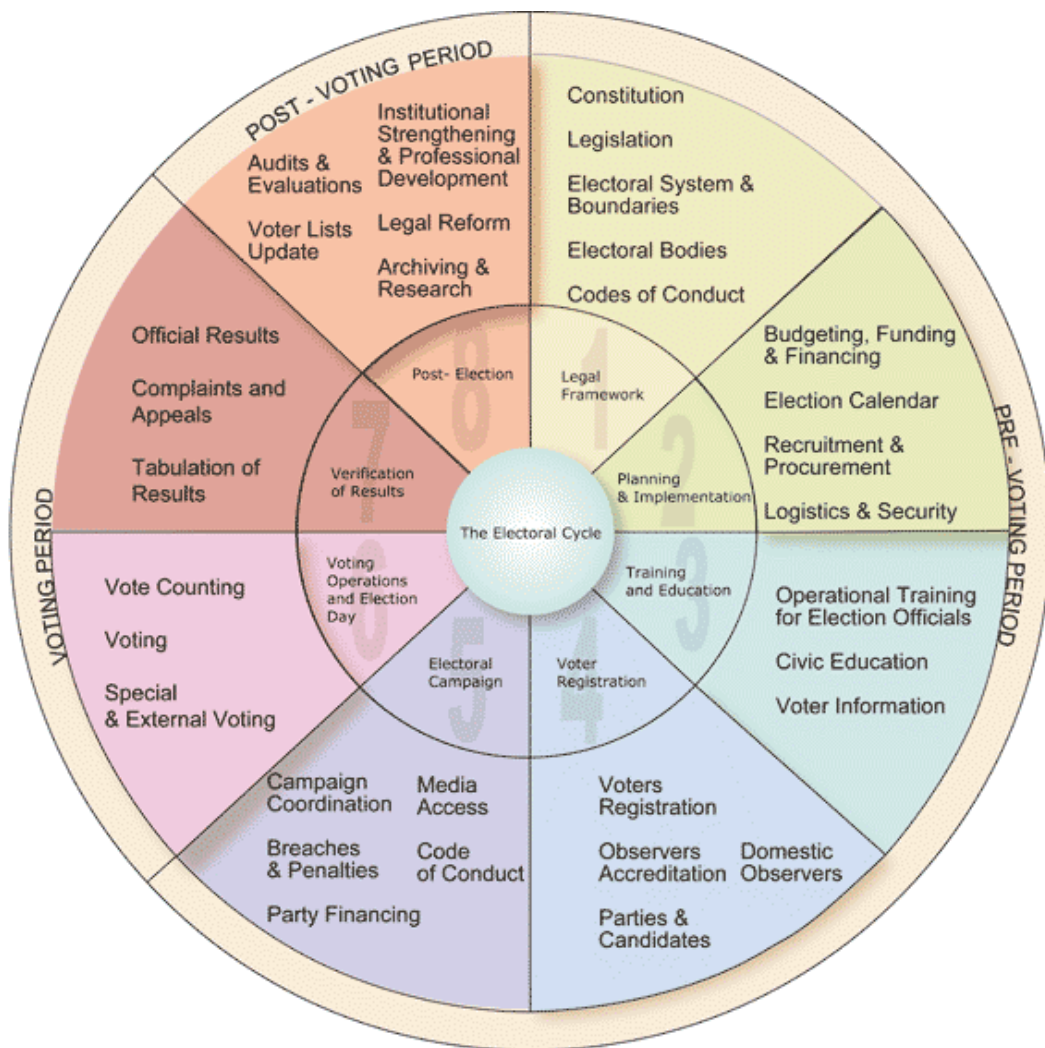 POST - VOTING PERIOD
PRE - VOTING PERIOD
VOTING PERIOD
The Electoral Cycle
1
Legal
Framework
Constitution
Legislation
Electoral System &
Boundaries
Electoral Bodies
Codes of Conduct
2
Planning
& Implementation
Budgeting, Funding
& Financing
Election Calendar
Recruitment &
Procurement
Logistics & Security
3
Training
and Education
Operational Training
for Election Officials
Civic Education
Voter Information
4
Voter
Registration
Voters
Registration
Observers
Accreditation
Domestic
Observers
Parties &
Candidates
5
Electoral
Campaign
Campaign
Coordination
Media
Access
Breaches
& Penalties
Code
of Conduct
Party Financing
6
Voting
Operations
and Election
Day
Vote Counting
Voting
Special
& External Voting
7
Verification
of Results
Official Results
Complaints and
Appeals
Tabulation of
Results
8
Post- Election
Audits &
Evaluations
Voter Lists
Update
Institutional
Strengthening
& Professional
Development
Legal Reform
Archiving &
Research